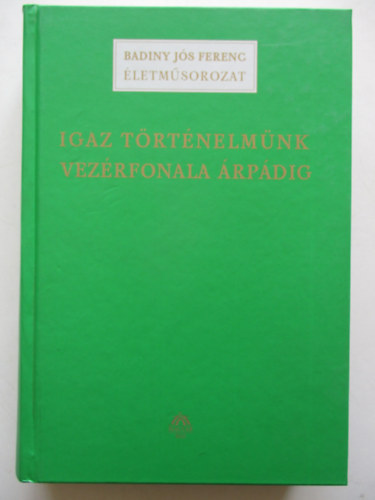 BADINY JÓS FERENC
ÉLETMŰSOROZAT
IGAZ TÖRTÉNELMÜNK
VEZÉRFONALA ÁRPÁDIG